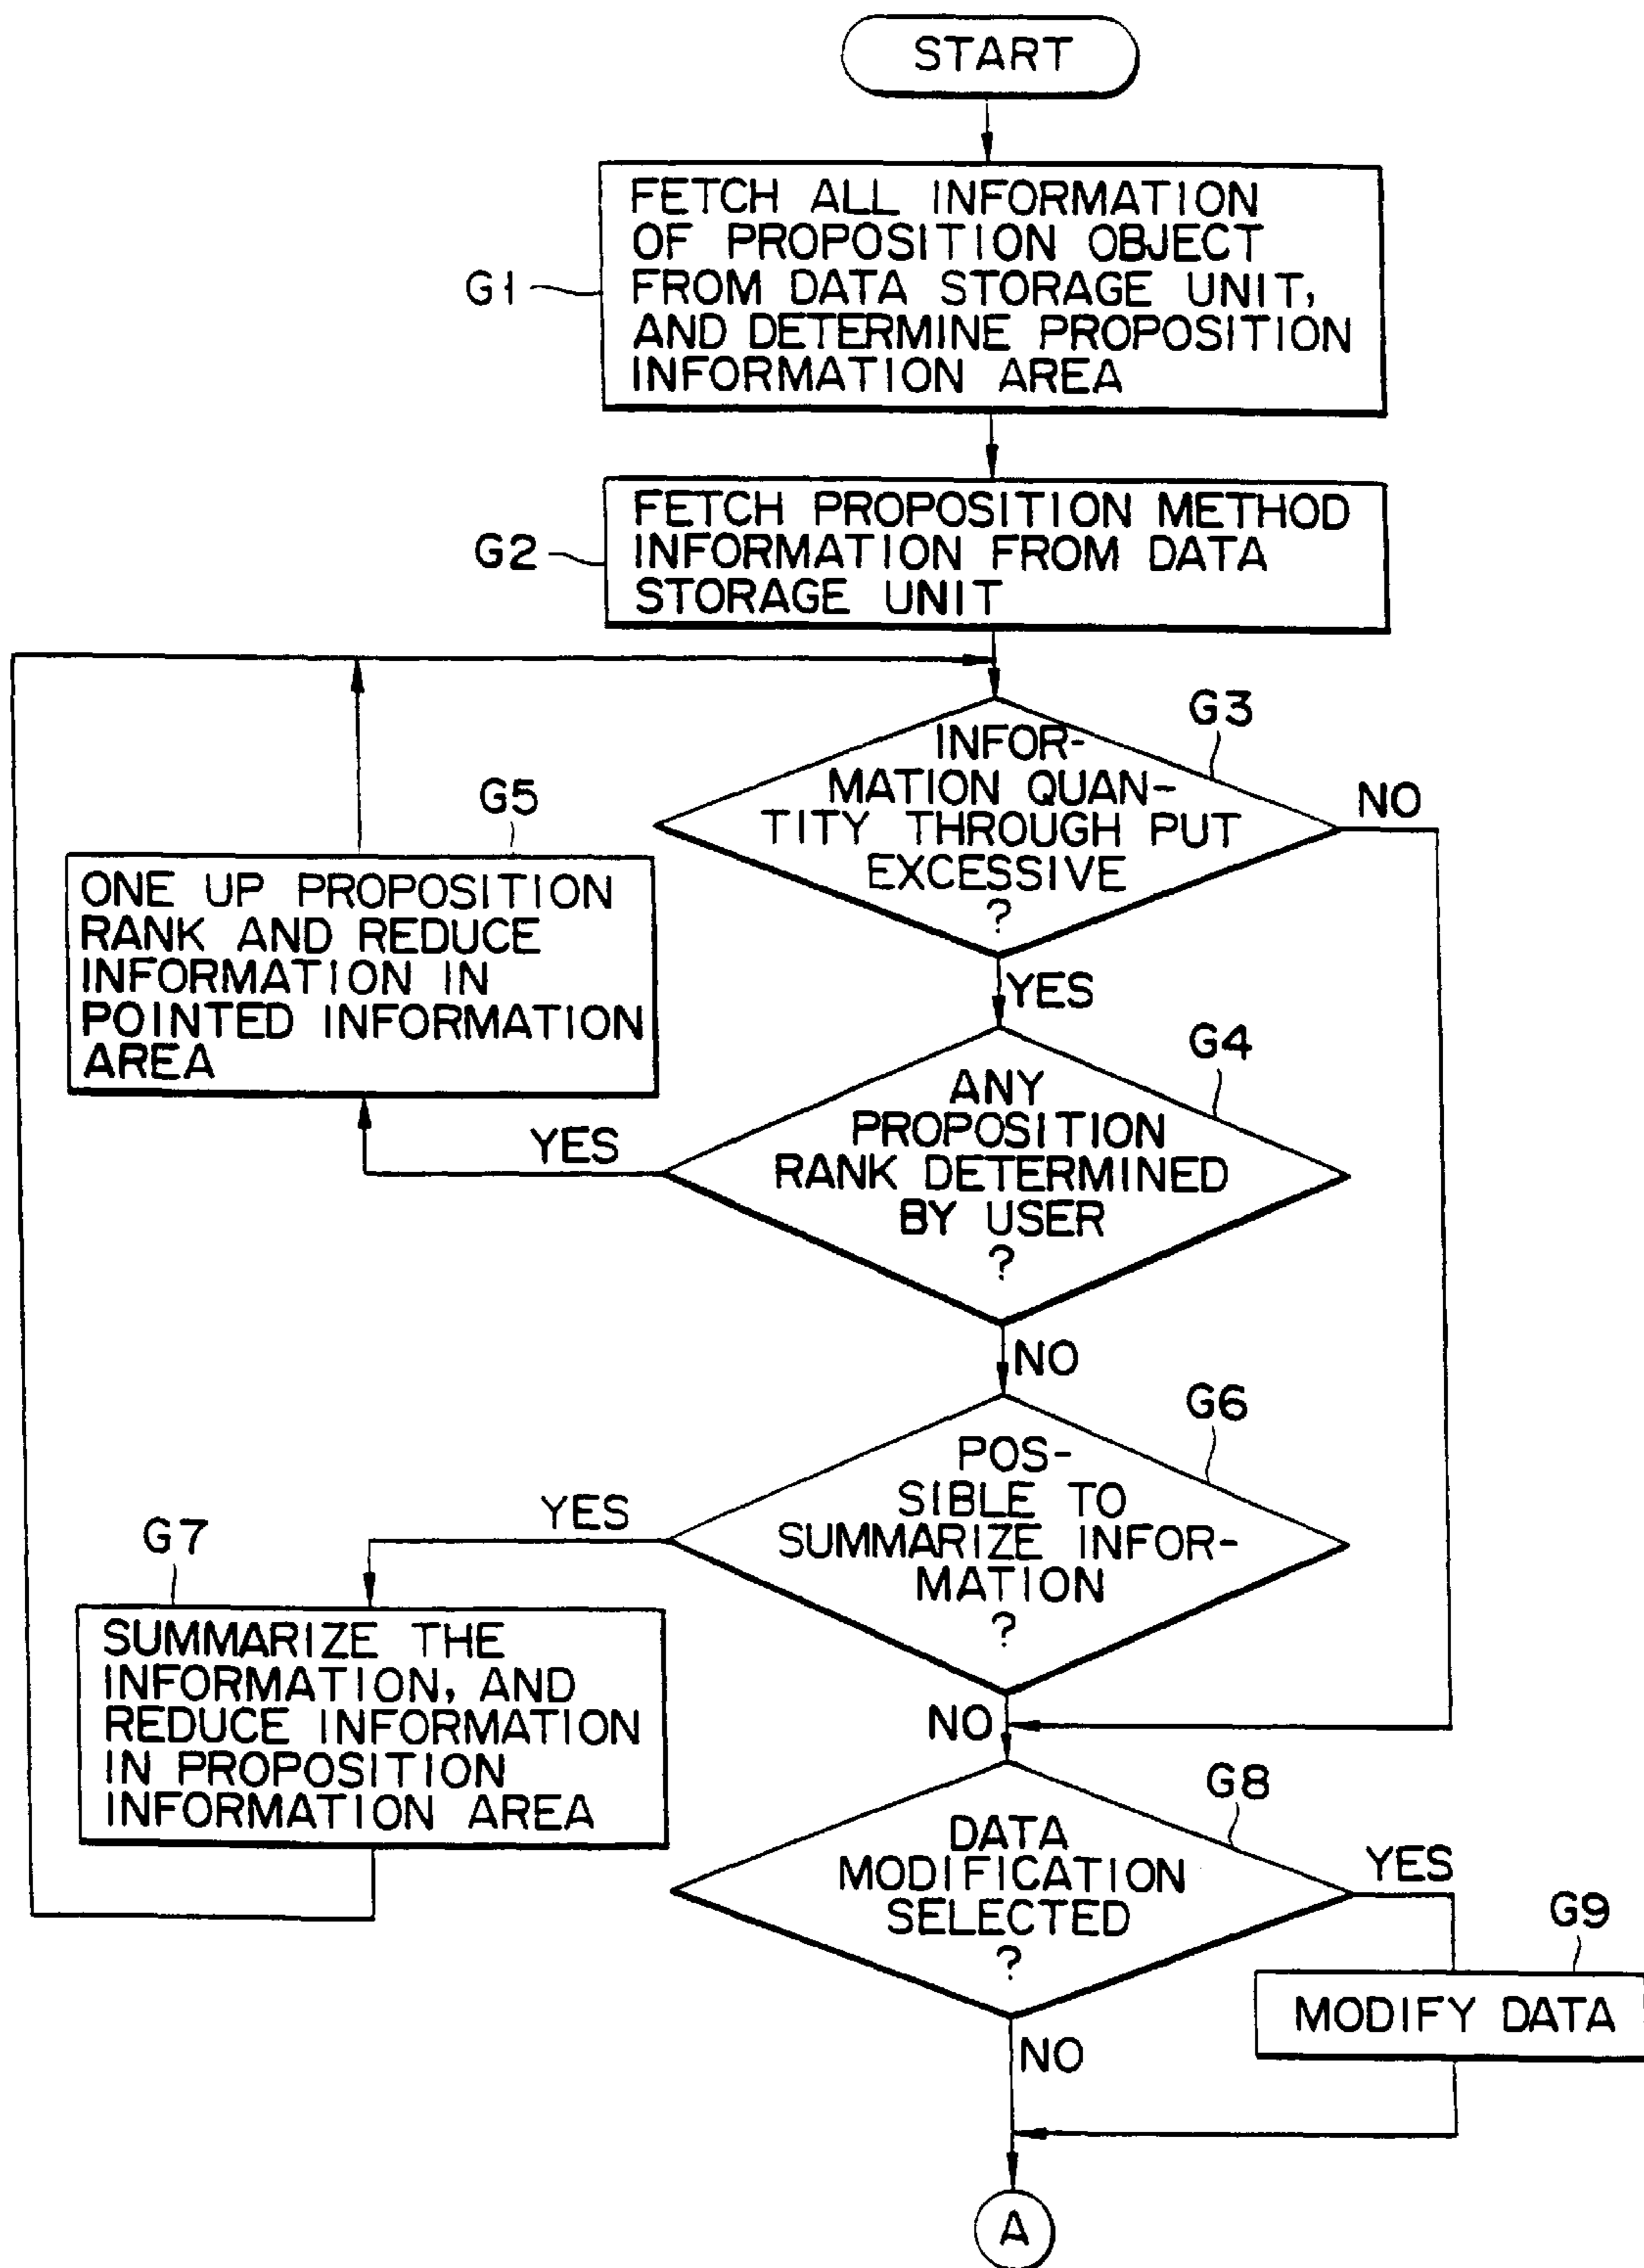 START
FETCH ALL INFORMATION
OF PROPOSITION OBJECT
FROM DATA STORAGE UNIT,
AND DETERMINE PROPOSITION
INFORMATION AREA
G1
FETCH PROPOSITION METHOD
INFORMATION FROM DATA
STORAGE UNIT
G2
G3
INFOR-
MATION QUAN-
TITY THROUGH PUT
EXCESSIVE
?
NO
YES
G5
ONE UP PROPOSITION
RANK AND REDUCE
INFORMATION IN
POINTED INFORMATION
AREA
G4
ANY
PROPOSITION
RANK DETERMINED
BY USER
?
YES
NO
G6
POS-
SIBLE TO
SUMMARIZE INFOR-
MATION
?
YES
NO
G7
SUMMARIZE THE
INFORMATION, AND
REDUCE INFORMATION
IN PROPOSITION
INFORMATION AREA
G8
DATA
MODIFICATION
SELECTED
?
YES
NO
G9
MODIFY DATA
A